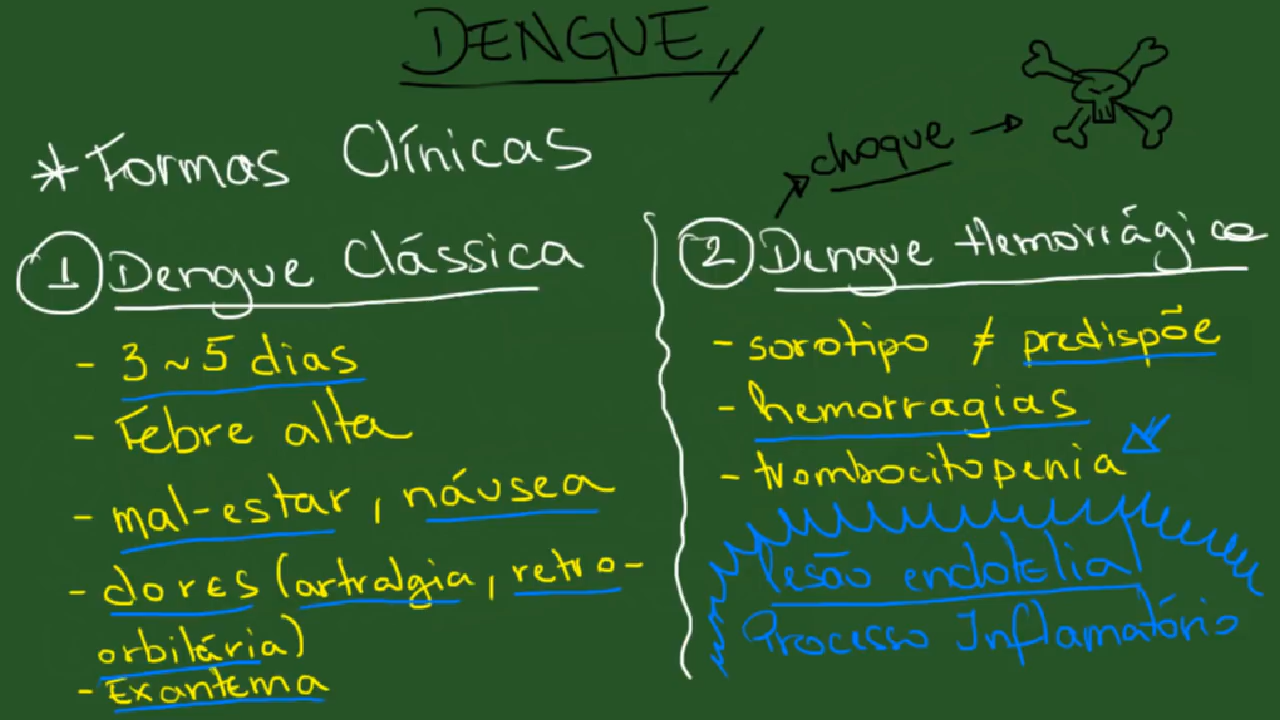 DENGUE
* Formas Clínicas
choque →
1 Dengue Clássica
- 3 ~ 5 dias
- Febre alta
- mal-estar, náusea
- dores (artralgia, retro-
orbitária)
- Exantema
2 Dengue Hemorrágica
- sorotipo ≠ predispõe
- hemorragias
- trombocitopenia
lesão endotelial
Processo Inflamatório